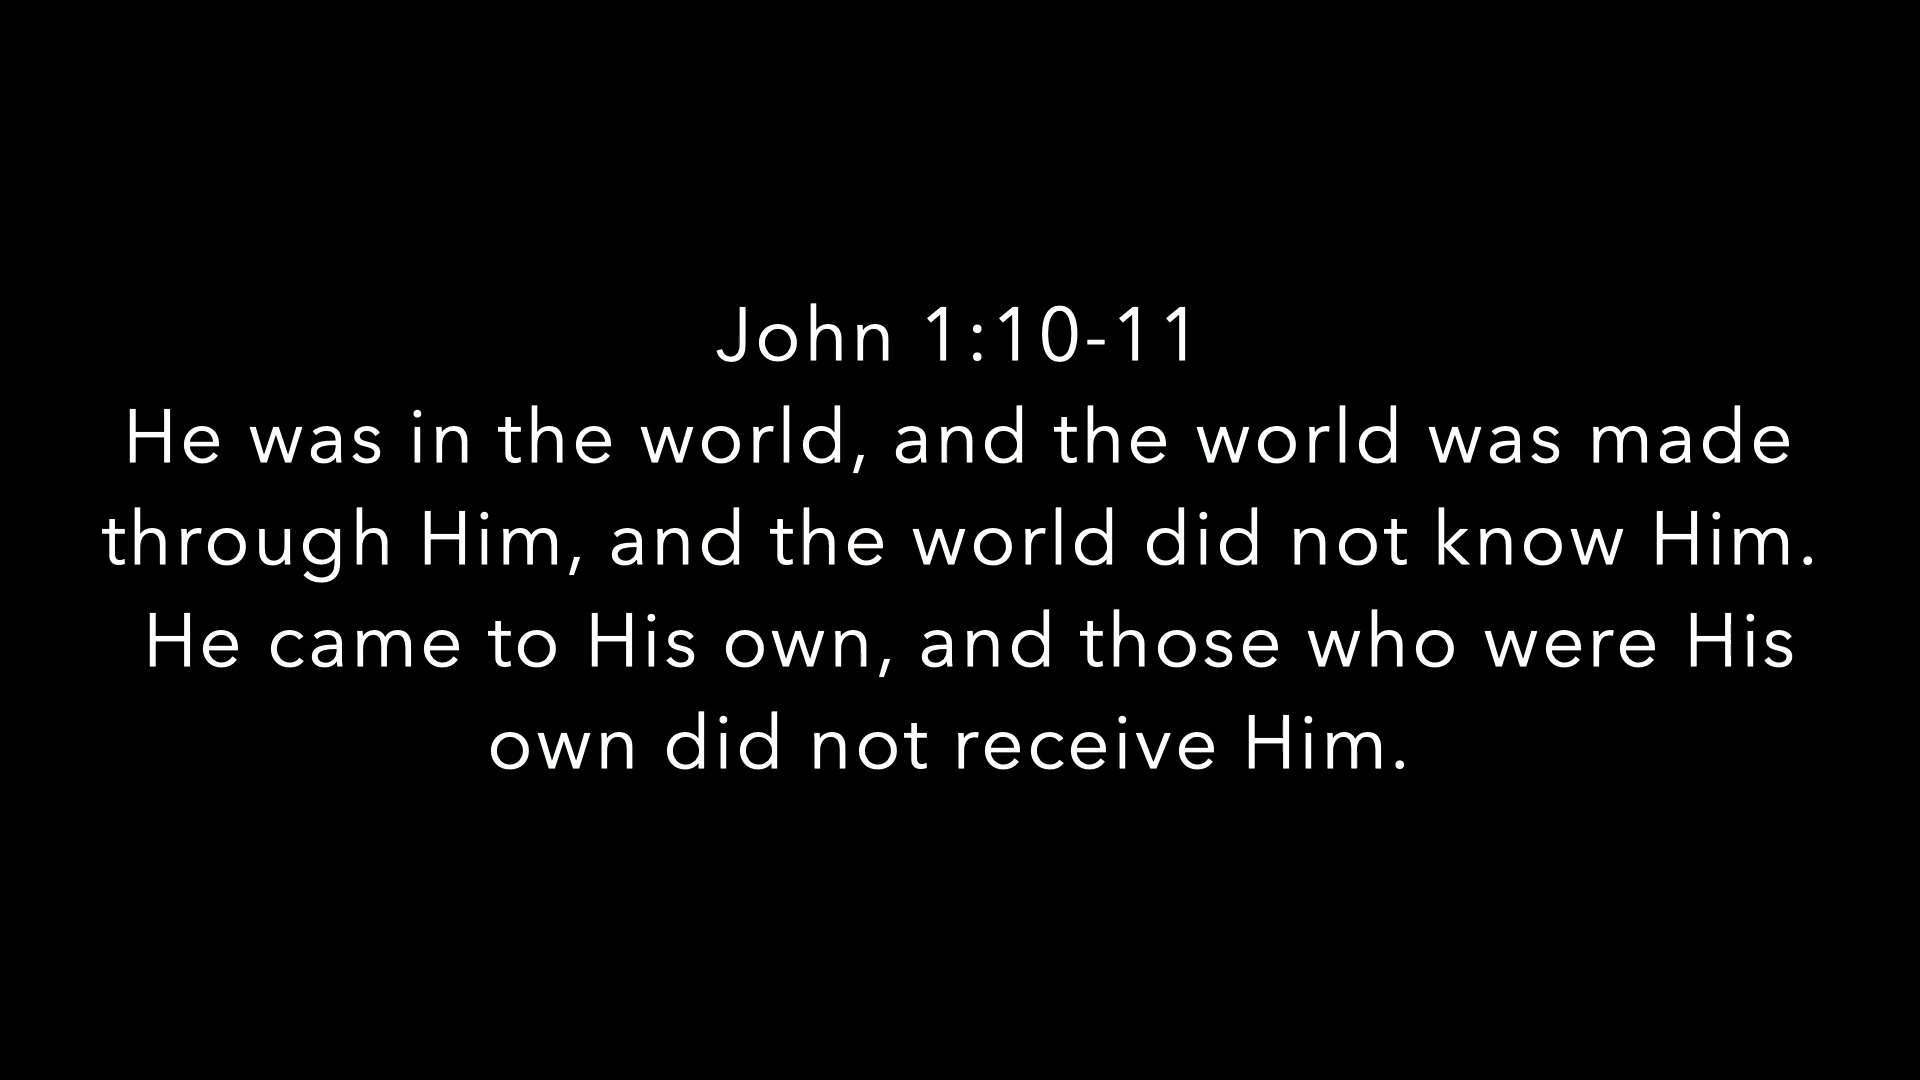 John 1:10-11
He was in the world, and the world was made
through Him, and the world did not know Him.
He came to His own, and those who were His
own did not receive Him.